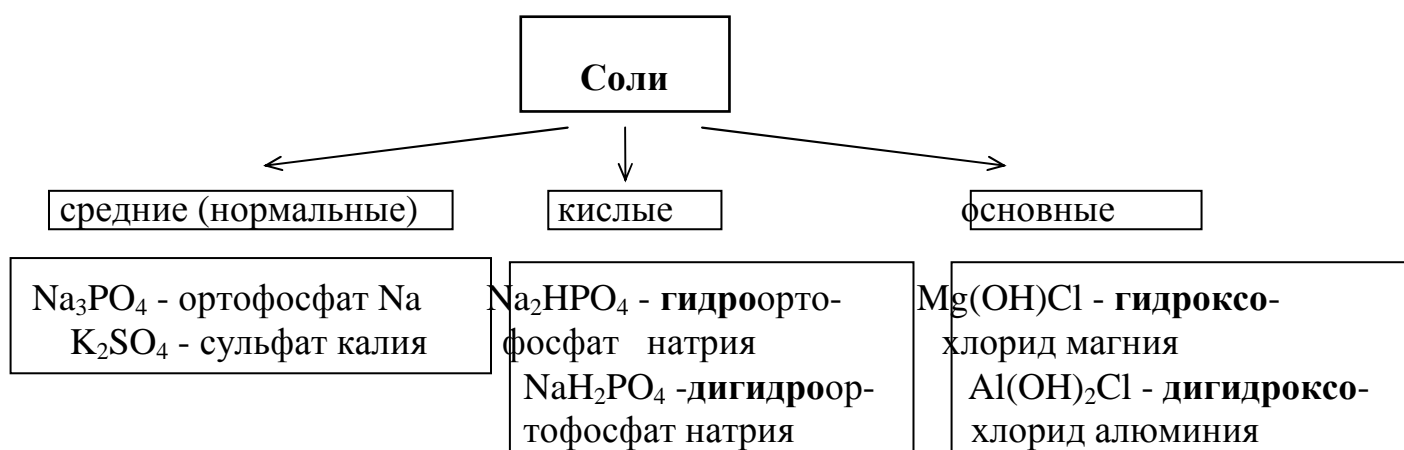 Соли
средние (нормальные)
кислые
основные
Na₃PO₄ - ортофосфат Na
K₂SO₄ - сульфат калия
Na₂HPO₄ - гидроорто-
фосфат натрия
NaH₂PO₄ -дигидроор-
тофосфат натрия
Mg(OH)Cl - гидроксо-
хлорид магния
Al(OH)₂Cl - дигидроксо-
хлорид алюминия